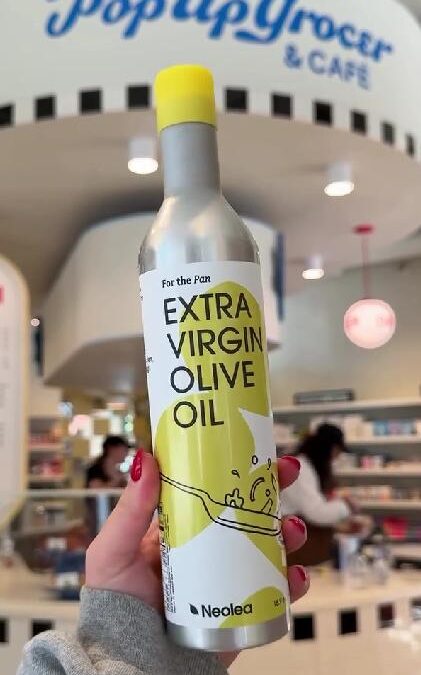 PopUp Grocer
& CAFÉ
For the Pan
EXTRA
VIRGIN
OLIVE
OIL
Neolea